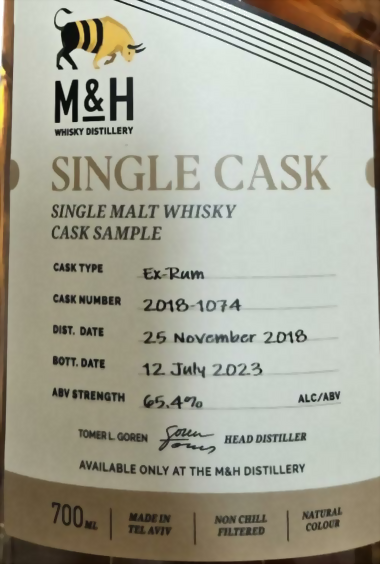 M&H
WHISKY DISTILLERY
SINGLE CASK
SINGLE MALT WHISKY
CASK SAMPLE
CASK TYPE Ex-Rum
CASK NUMBER 2018-1074
DIST. DATE 25 November 2018
BOTT. DATE 12 July 2023
ABV STRENGTH 65.4% ALC/ABV
TOMER L. GOREN HEAD DISTILLER
AVAILABLE ONLY AT THE M&H DISTILLERY
700 ML MADE IN TEL AVIV NON CHILL FILTERED NATURAL COLOUR